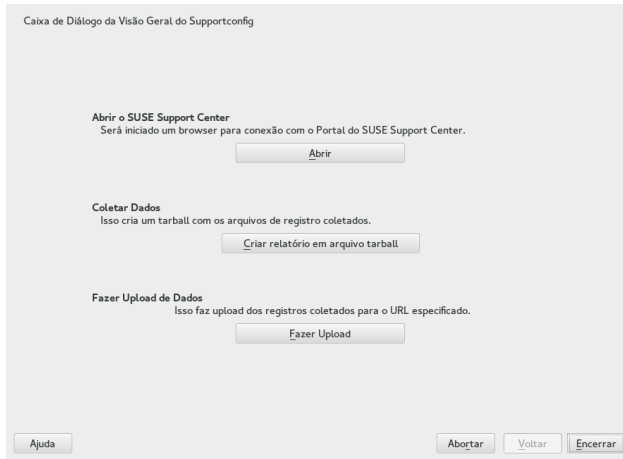 Caixa de Diálogo da Visão Geral do Supportconfig
Abrir o SUSE Support Center
Será iniciado um browser para conexão com o Portal do SUSE Support Center.
Abrir
Coletar Dados
Isso cria um tarball com os arquivos de registro coletados.
Criar relatório em arquivo tarball
Fazer Upload de Dados
Isso faz upload dos registros coletados para o URL especificado.
Fazer Upload
Ajuda
Abortar
Voltar
Encerrar